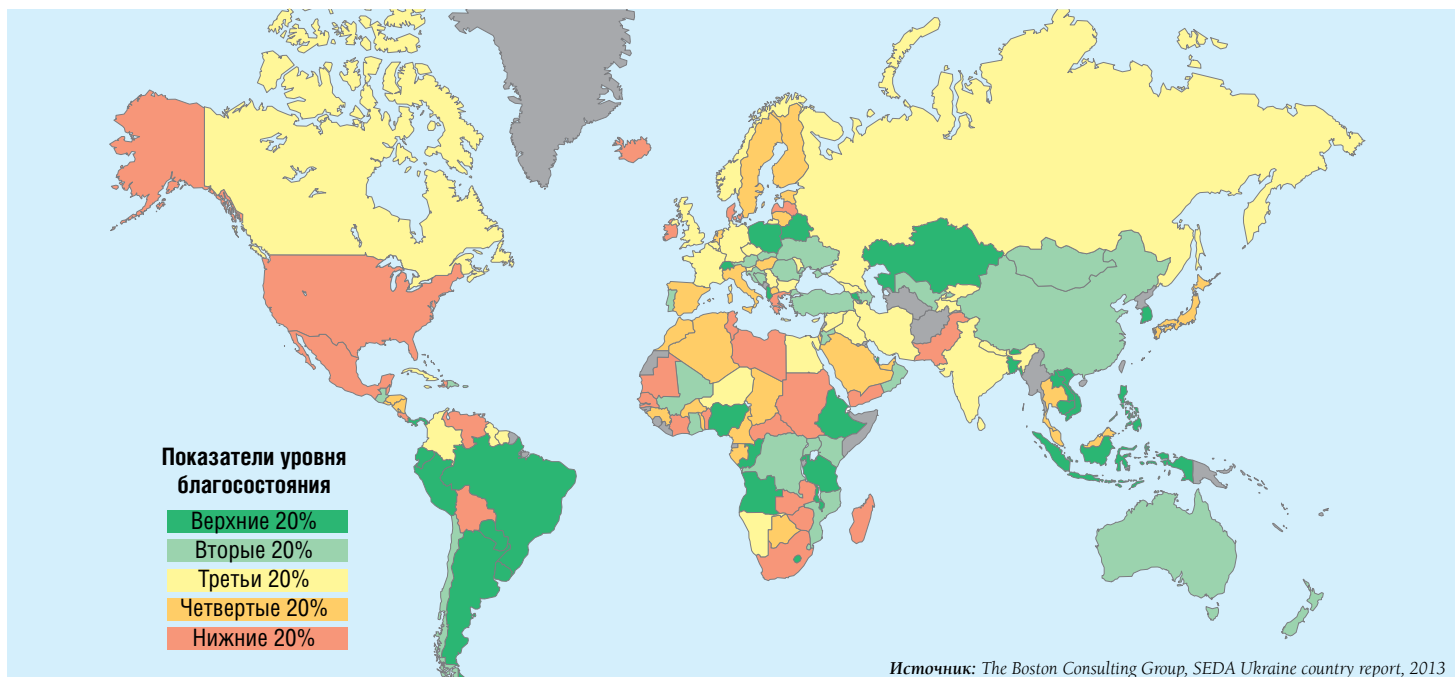 Показатели уровня
благосостояния
Верхние 20%
Вторые 20%
Третьи 20%
Четвертые 20%
Нижние 20%
Источник: The Boston Consulting Group, SEDA Ukraine country report, 2013